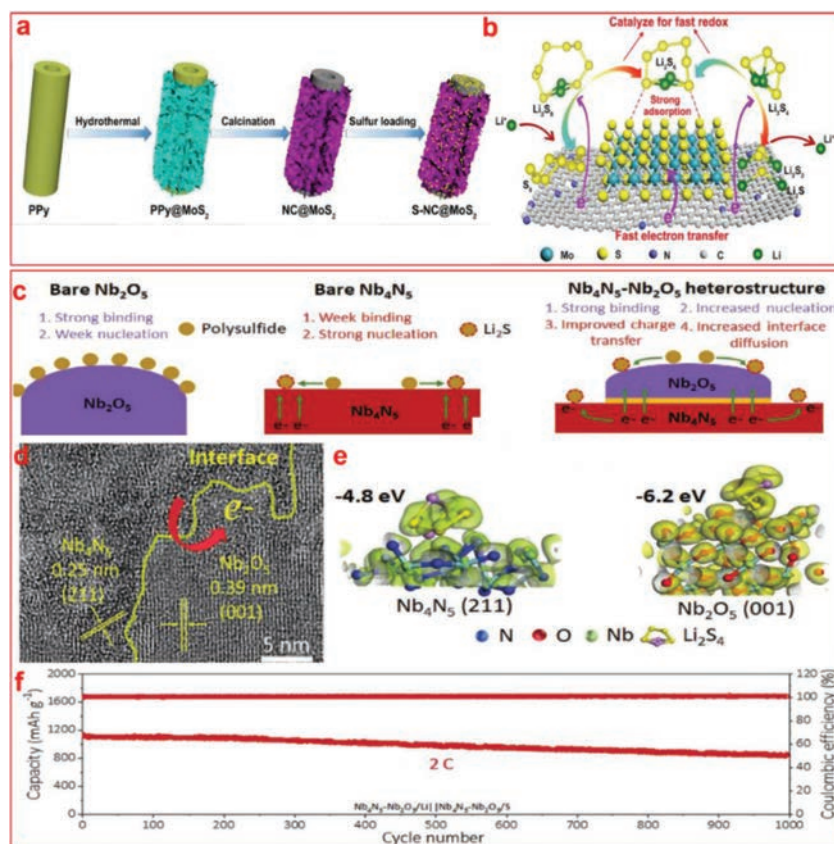 a
Hydrothermal
Calcination
Sulfur loading
PPy
PPy@MoS₂
NC@MoS₂
S-NC@MoS₂
b
Catalyze for fast redox
Li₂S₈
Li₂S₆
Li₂S₄
Strong
adsorption
Li⁺
Li⁺
S₈
Li₂S₂
Li₂S
e⁻
e⁻
e⁻
Fast electron transfer
Mo
S
N
C
Li
c
Bare Nb₂O₅
1. Strong binding
2. Week nucleation
Polysulfide
Nb₂O₅
Bare Nb₄N₅
1. Week binding
2. Strong nucleation
Li₂S
Nb₄N₅
e⁻
e⁻
Nb₄N₅-Nb₂O₅ heterostructure
1. Strong binding
2. Increased nucleation
3. Improved charge
transfer
4. Increased interface
diffusion
Nb₂O₅
Nb₄N₅
e⁻
e⁻
e⁻
e⁻
d
Interface
e-
Nb₄N₅
0.25 nm
(211)
Nb₂O₅
0.39 nm
(001)
5 nm
e
-4.8 eV
-6.2 eV
Nb₄N₅ (211)
Nb₂O₅ (001)
N
O
Nb
Li₂S₄
f
Capacity (mAh g⁻¹)
2000
1600
1200
800
400
0
2 C
Nb₄N₅-Nb₂O₅/Li||Nb₄N₅-Nb₂O₅/S
0 100 200 300 400 500 600 700 800 900 1000
Cycle number
120
100
80
60
40
20
0
Coulombic efficiency (%)